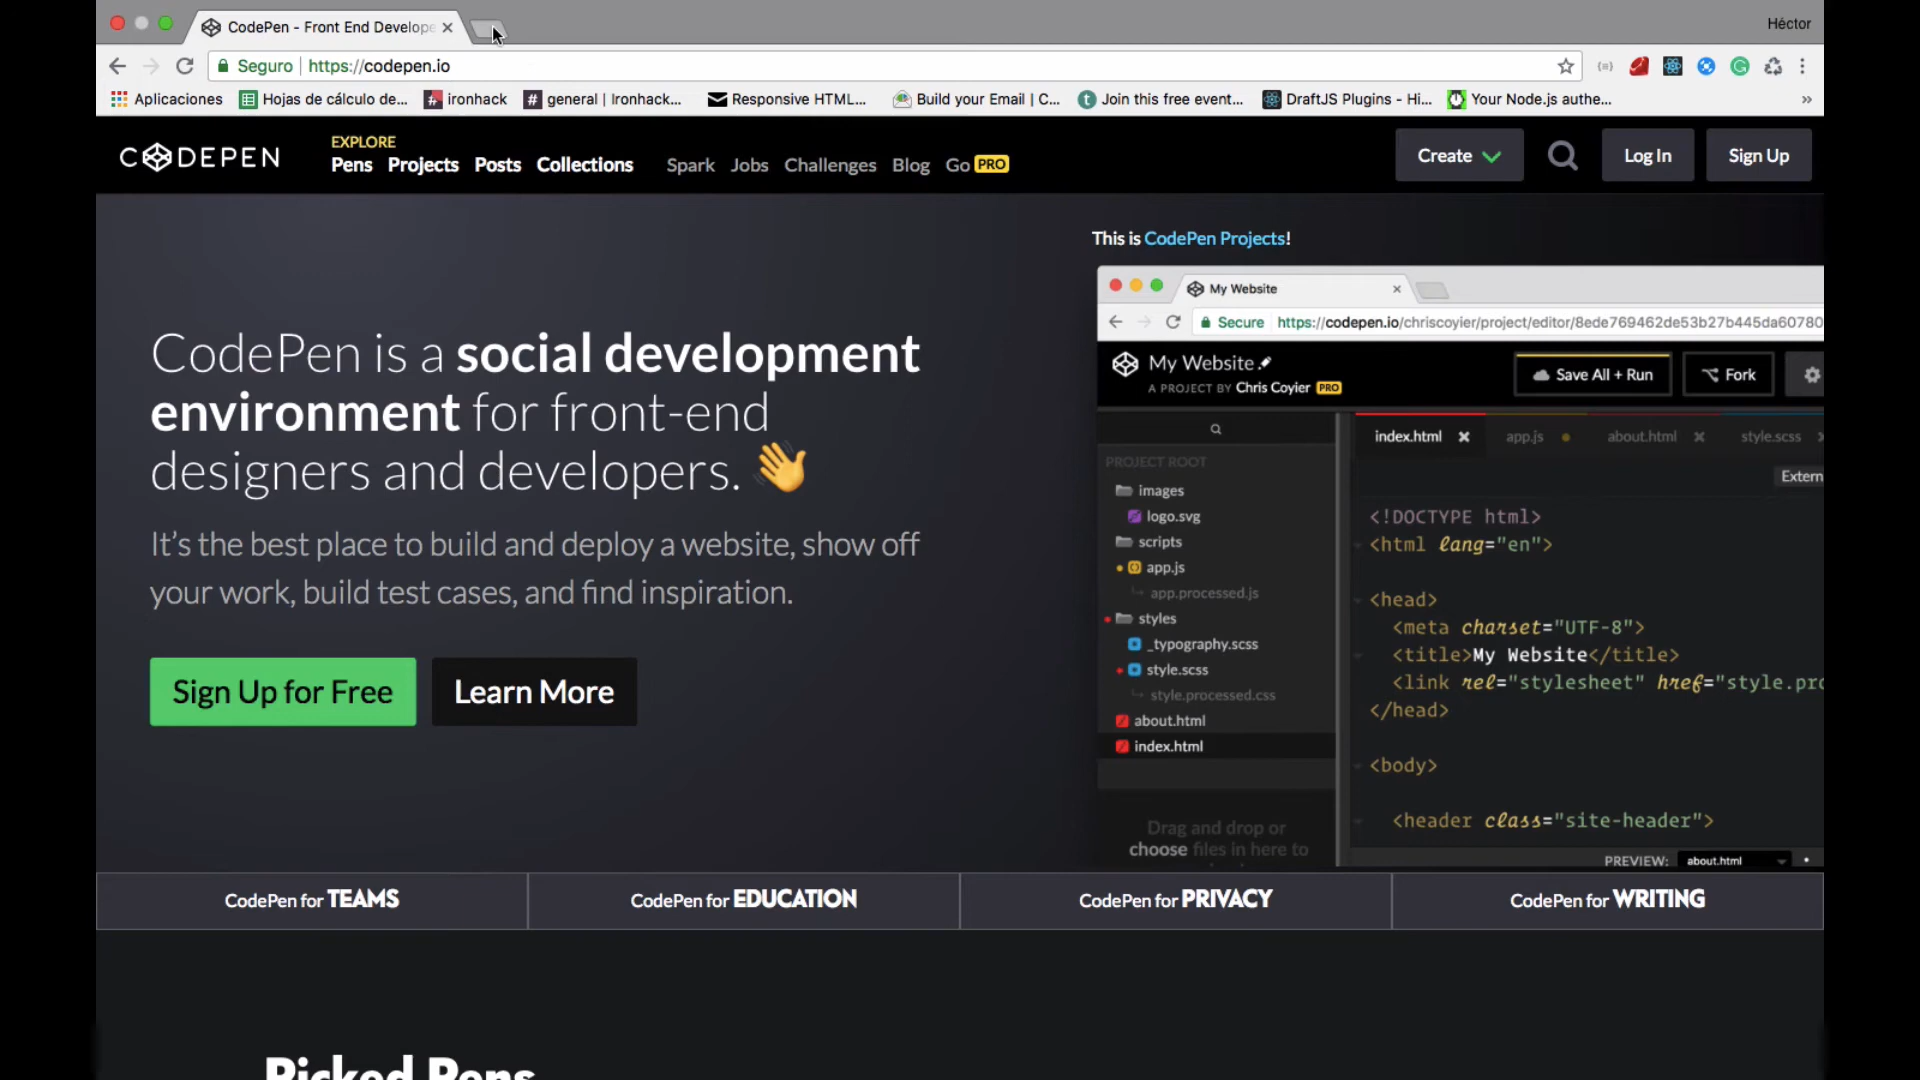 CodePen - Front End Develope
Héctor
Seguro
https://codepen.io
Aplicaciones
Hojas de cálculo de...
ironhack
general | Ironhack...
Responsive HTML...
Build your Email | C...
Join this free event...
DraftJS Plugins - Hi...
Your Node.js authe...
»
CODEPEN
EXPLORE
Pens Projects Posts Collections Spark Jobs Challenges Blog Go PRO
Create
Log In
Sign Up
This is CodePen Projects!
My Website
Secure
https://codepen.io/chriscoyier/project/editor/8ede769462de53b27b445da60780
My Website
A PROJECT BY Chris Coyier PRO
Save All + Run
Fork
CodePen is a social development
environment for front-end
designers and developers. 👋
It's the best place to build and deploy a website, show off
your work, build test cases, and find inspiration.
Sign Up for Free
Learn More
PROJECT ROOT
images
logo.svg
scripts
app.js
app.processed.js
styles
_typography.scss
style.scss
style.processed.css
about.html
index.html
Drag and drop or
choose files in here to
index.html
app.js
about.html
style.scss
Extern
<!DOCTYPE html>
<html lang="en">
<head>
<meta charset="UTF-8">
<title>My Website</title>
<link rel="stylesheet" href="style.pro
</head>
<body>
<header class="site-header">
PREVIEW: about.html
CodePen for TEAMS
CodePen for EDUCATION
CodePen for PRIVACY
CodePen for WRITING
Picked Pens